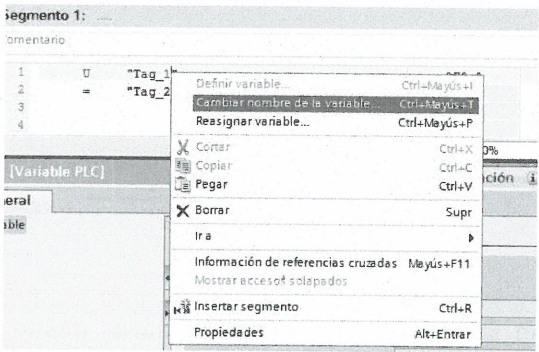 Segmento 1: .....
omentario
1 U "Tag_1"
2 = "Tag_2
3
4
Definir variable... Ctrl+Mayús+I
Cambiar nombre de la variable... Ctrl+Mayús+T
Reasignar variable... Ctrl+Mayús+P
Cortar Ctrl+X
Copiar Ctrl+C
Pegar Ctrl+V
Borrar Supr
Ir a
Información de referencias cruzadas Mayús+F11
Mostrar accesos solapados
Insertar segmento Ctrl+R
Propiedades Alt+Entrar
0%
[Variable PLC]
ción
eral
able